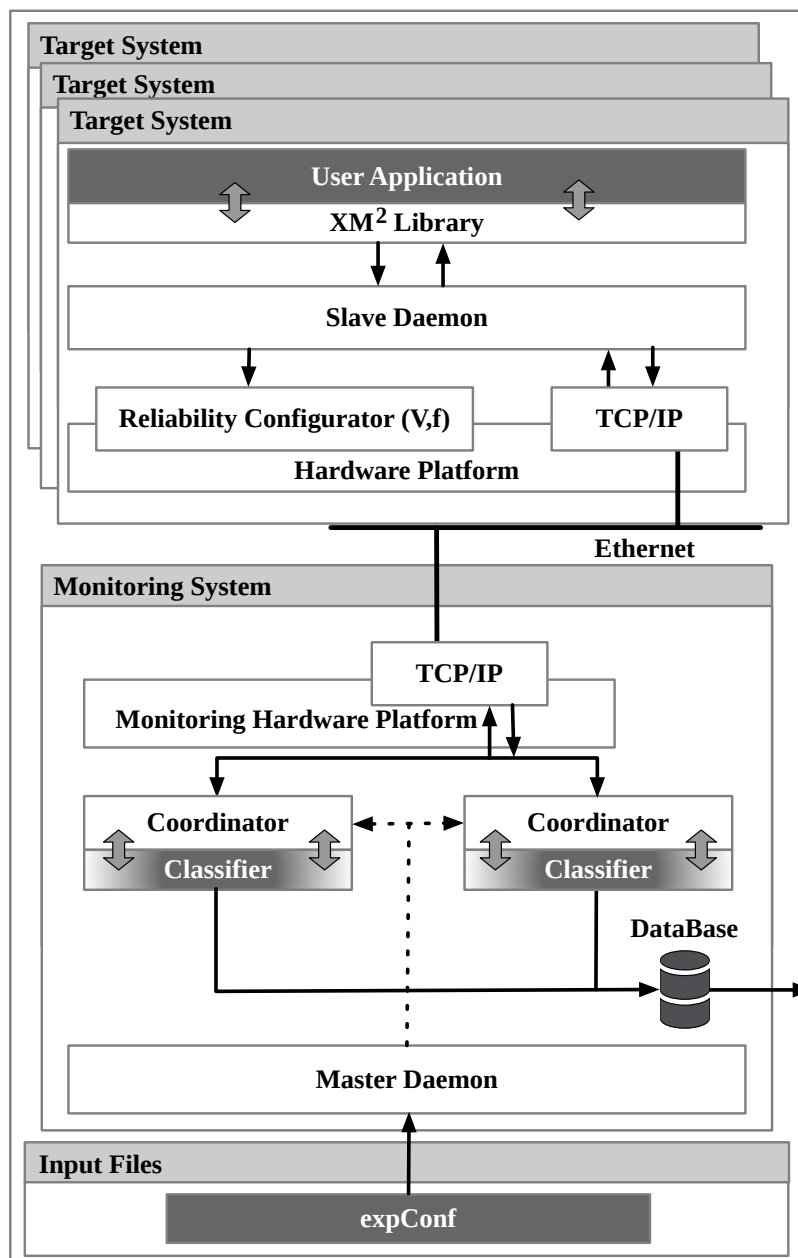 Target System
Target System
Target System
User Application
XM² Library
Slave Daemon
Reliability Configurator (V,f)
TCP/IP
Hardware Platform
Ethernet
Monitoring System
TCP/IP
Monitoring Hardware Platform
Coordinator
Coordinator
Classifier
Classifier
DataBase
Master Daemon
Input Files
expConf